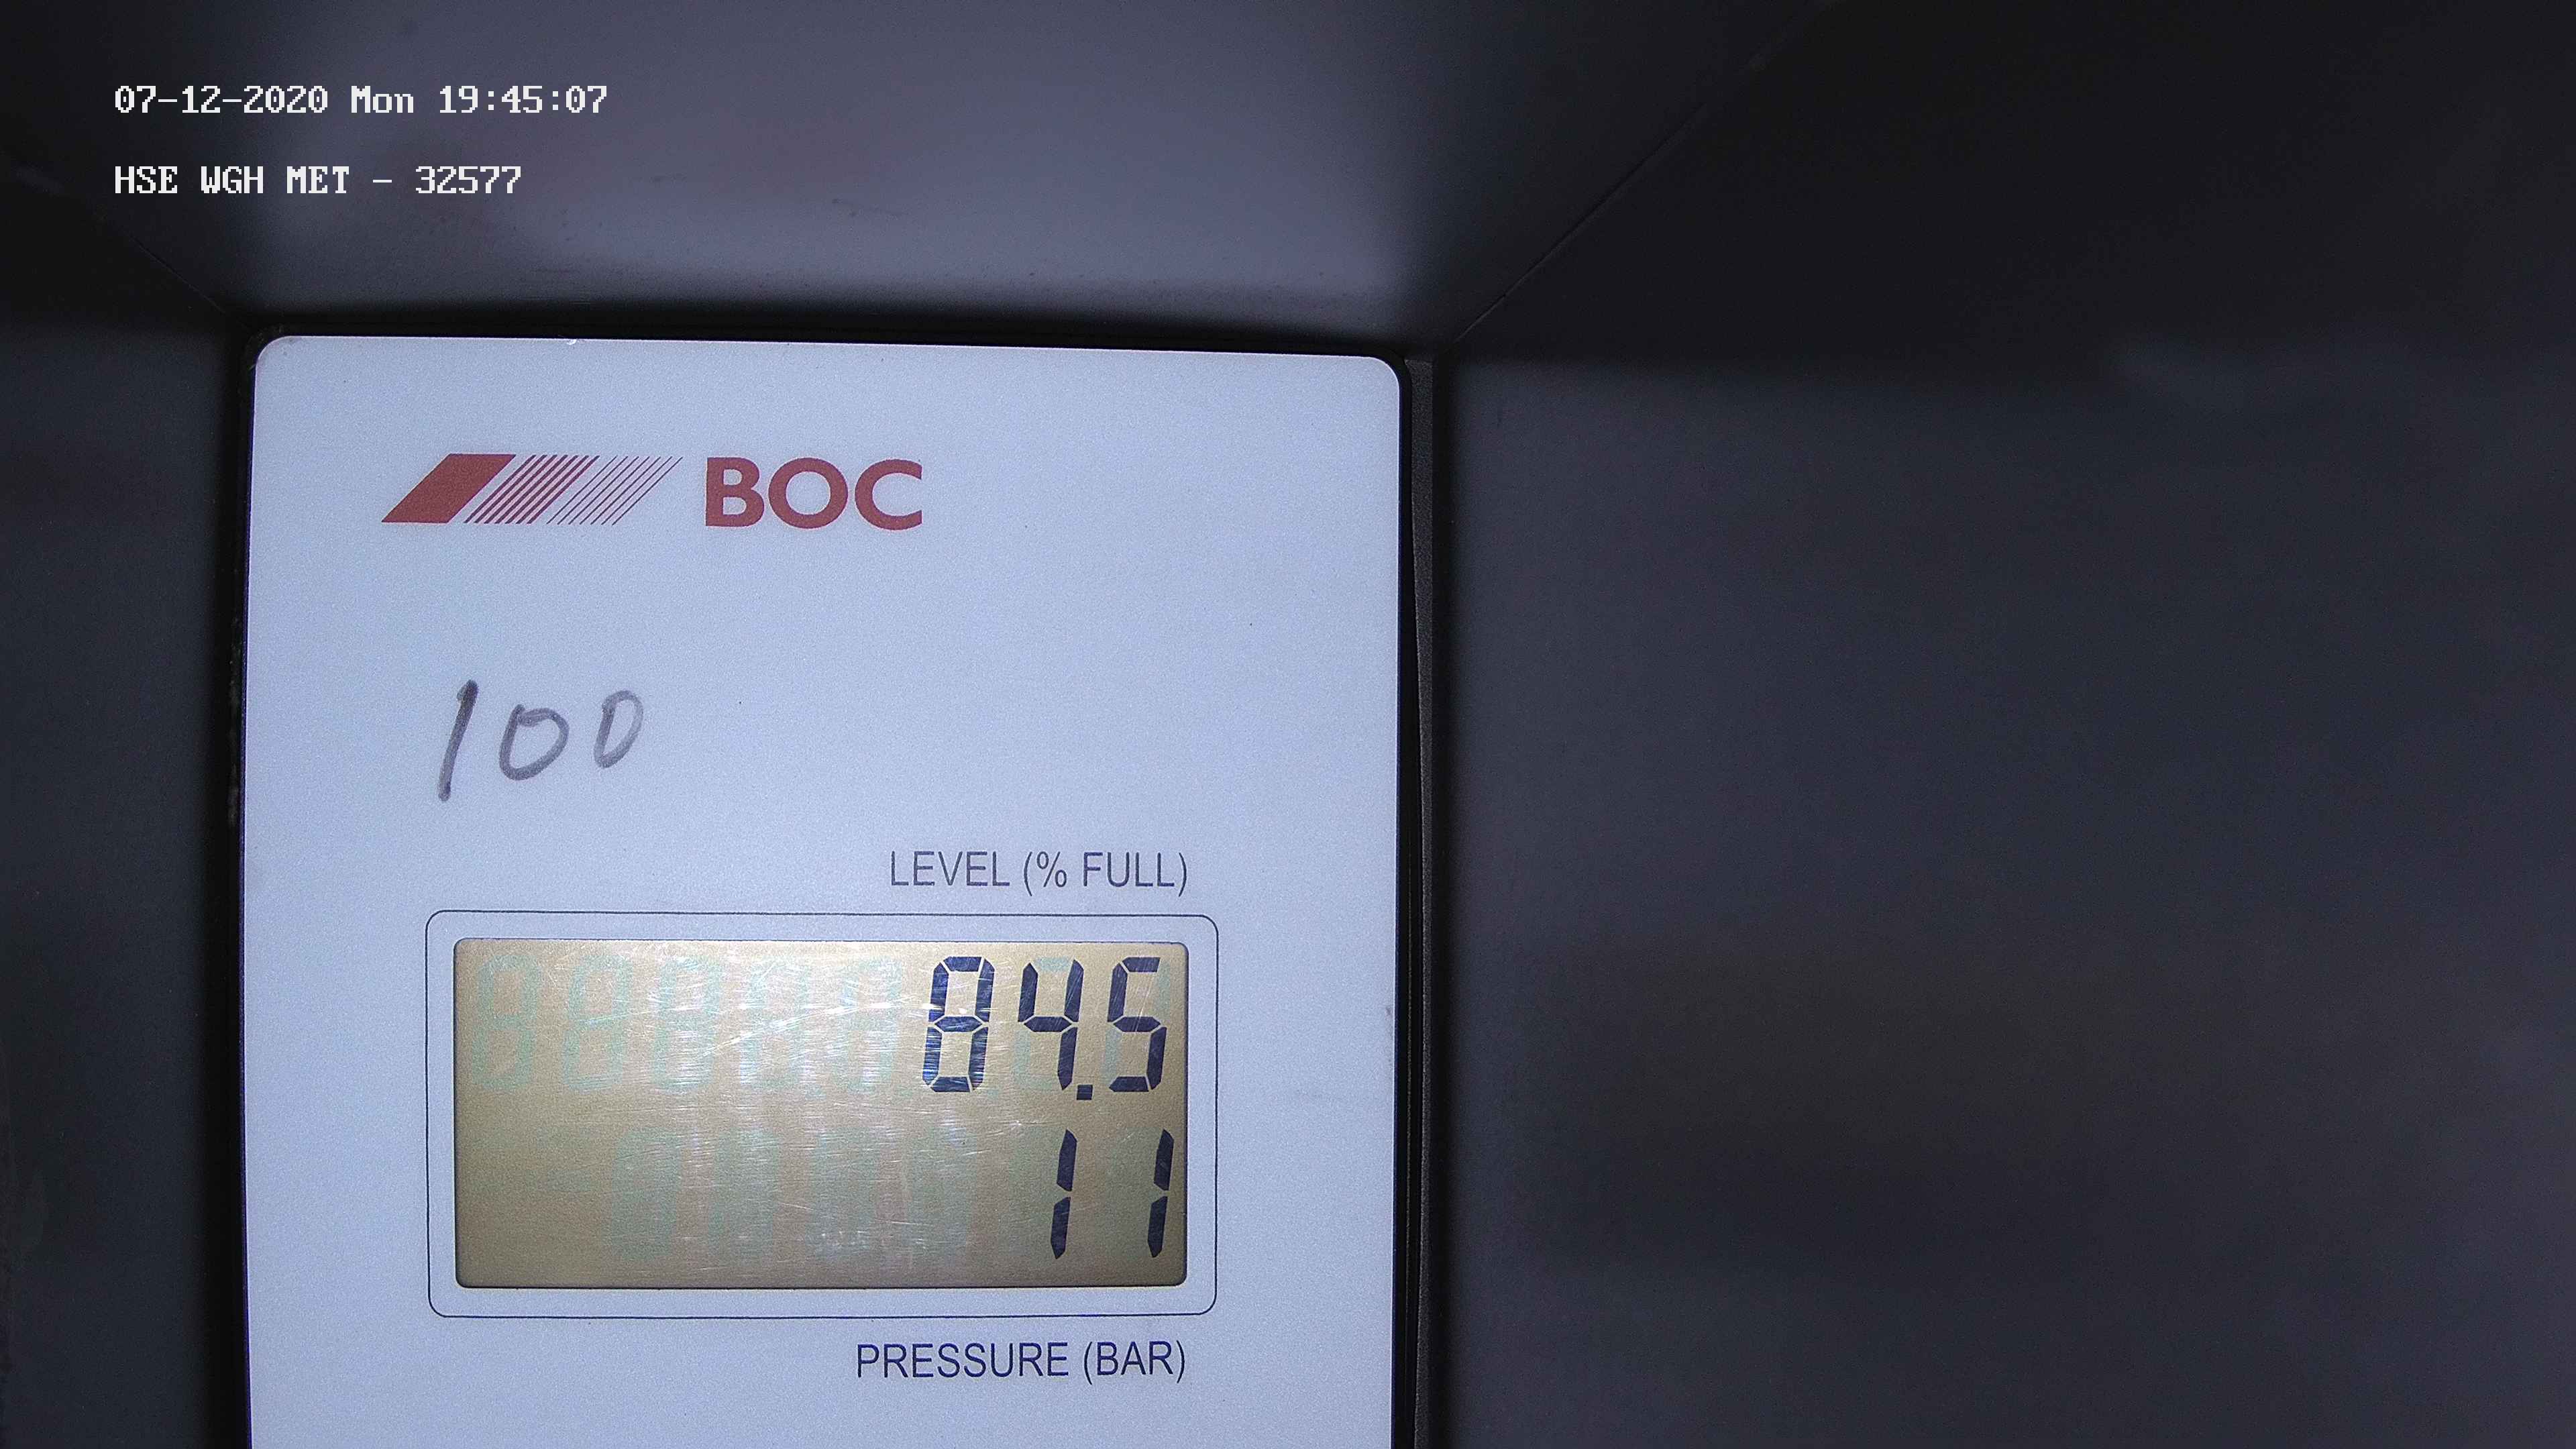 07-12-2020 Mon 19:45:07
HSE WGH MET - 32577
BOC
100
LEVEL (% FULL)
84.5
11
PRESSURE (BAR)